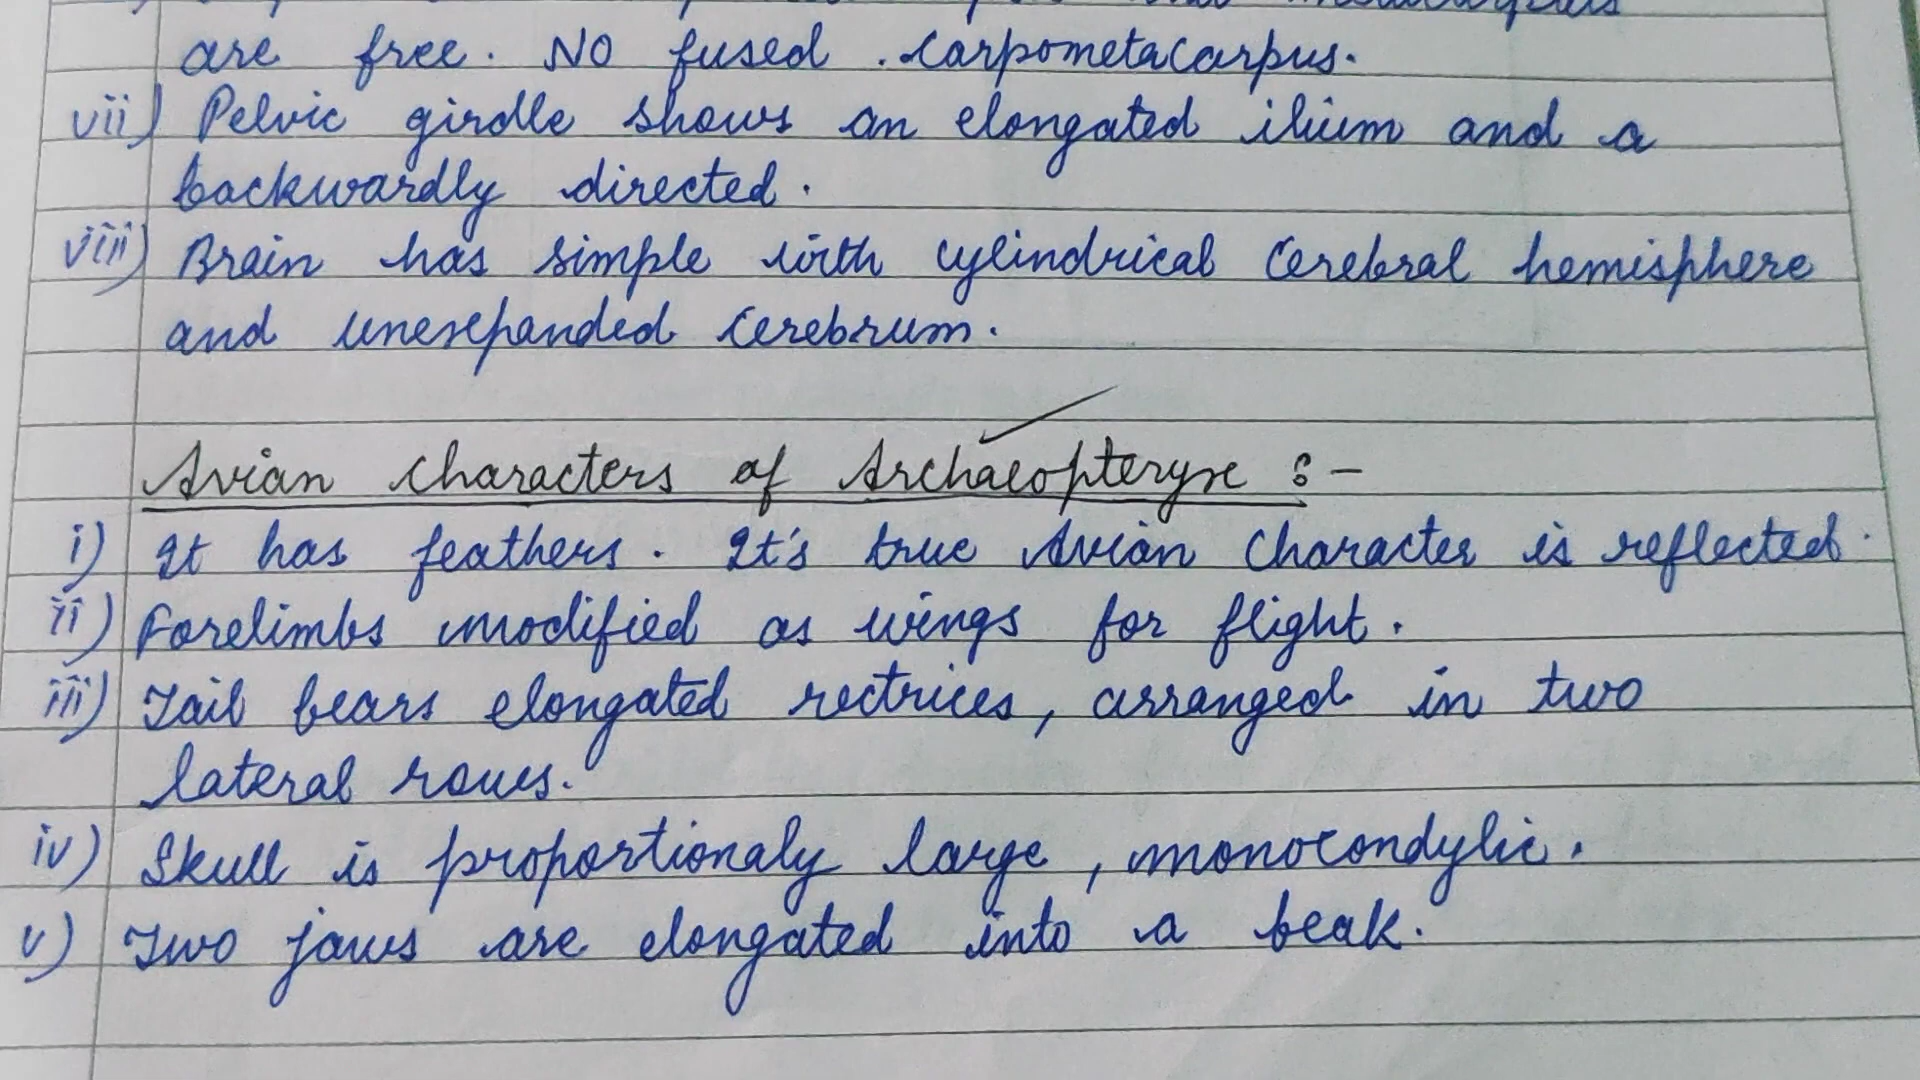 are free. NO fused . carpometacarpus.
vii) Pelvic girdle shows an elongated ilium and a
backwardly directed.
viii) Brain has simple with cylindrical cerebral hemisphere
and unexpanded cerebrum.
Avian characters of Archaeopteryx :-
i) It has feathers. It's true Avian character is reflected.
ii) Forelimbs modified as wings for flight.
iii) Tail bears elongated rectrices, arranged in two
lateral rows.
iv) Skull is proportionaly large, monocondylic.
v) Two jaws are elongated into a beak.